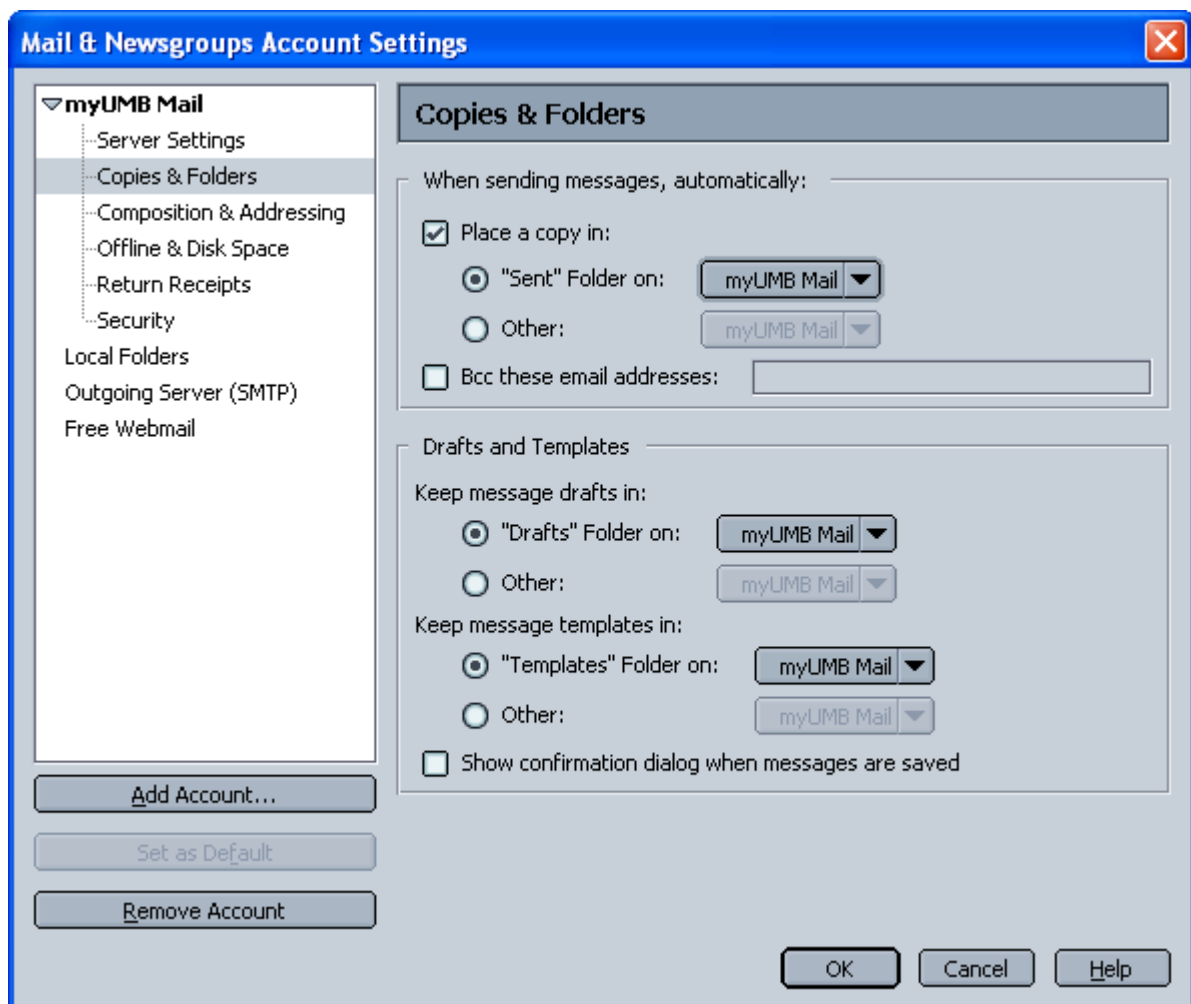 Mail & Newsgroups Account Settings
myUMB Mail
Server Settings
Copies & Folders
Composition & Addressing
Offline & Disk Space
Return Receipts
Security
Local Folders
Outgoing Server (SMTP)
Free Webmail
Add Account...
Set as Default
Remove Account
Copies & Folders
When sending messages, automatically:
Place a copy in:
"Sent" Folder on: myUMB Mail
Other: myUMB Mail
Bcc these email addresses:
Drafts and Templates
Keep message drafts in:
"Drafts" Folder on: myUMB Mail
Other: myUMB Mail
Keep message templates in:
"Templates" Folder on: myUMB Mail
Other: myUMB Mail
Show confirmation dialog when messages are saved
OK Cancel Help